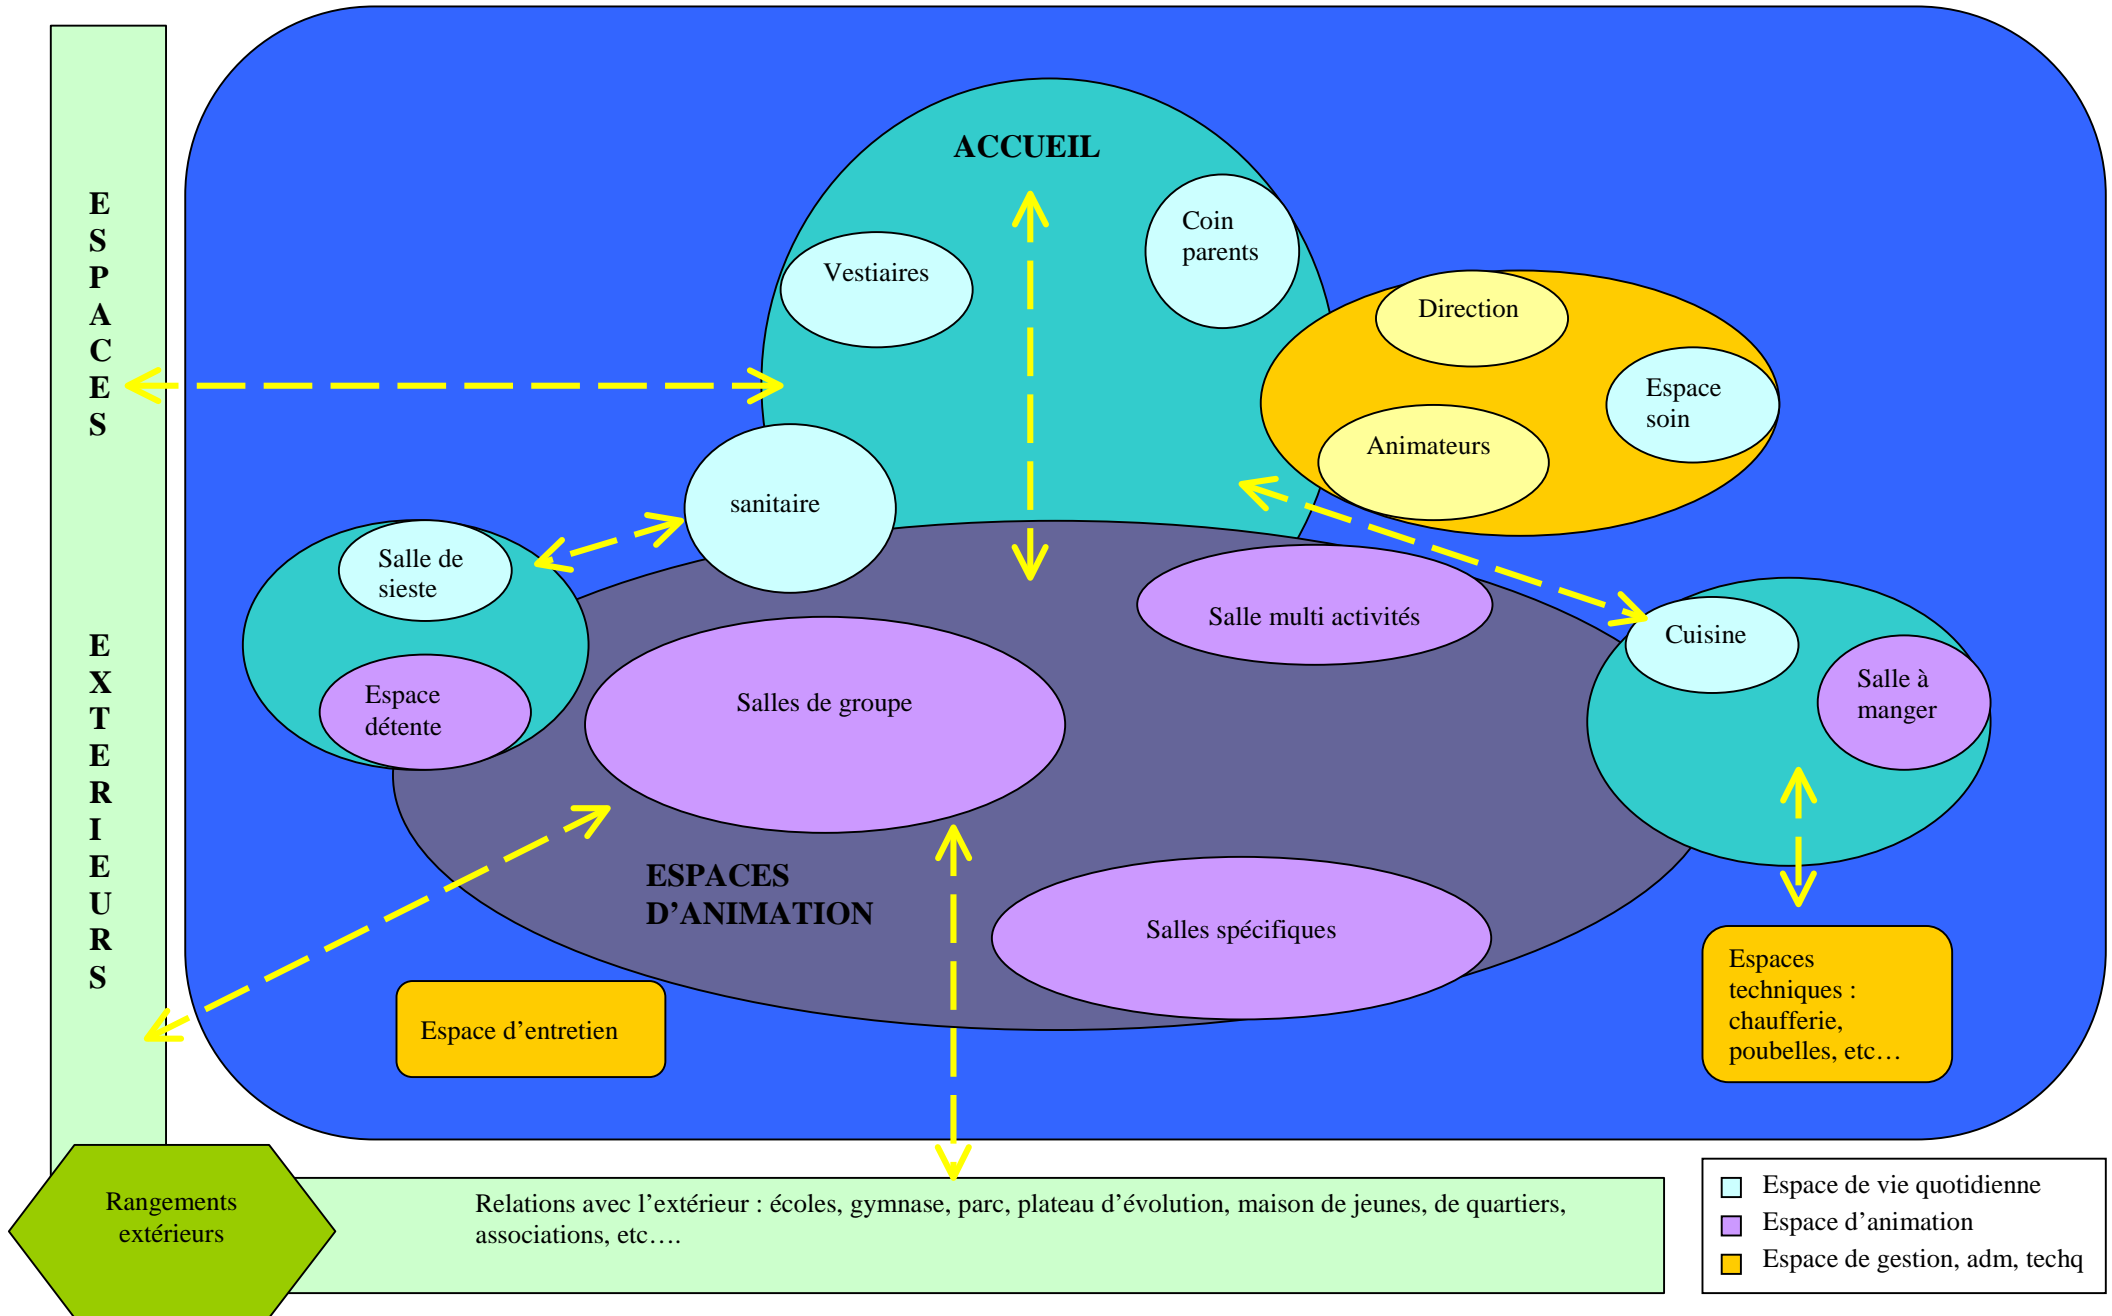 ESPACES EXTERIEURS
ACCUEIL
Coin
parents
Vestiaires
Direction
Espace
soin
Animateurs
sanitaire
Salle de
sieste
Salle multi activités
Cuisine
Espace
détente
Salles de groupe
Salle à
manger
ESPACES
D’ANIMATION
Salles spécifiques
Espaces
techniques :
chaufferie,
poubelles, etc…
Espace d’entretien
Rangements
extérieurs
Relations avec l’extérieur : écoles, gymnase, parc, plateau d’évolution, maison de jeunes, de quartiers,
associations, etc….
Espace de vie quotidienne
Espace d’animation
Espace de gestion, adm, techq